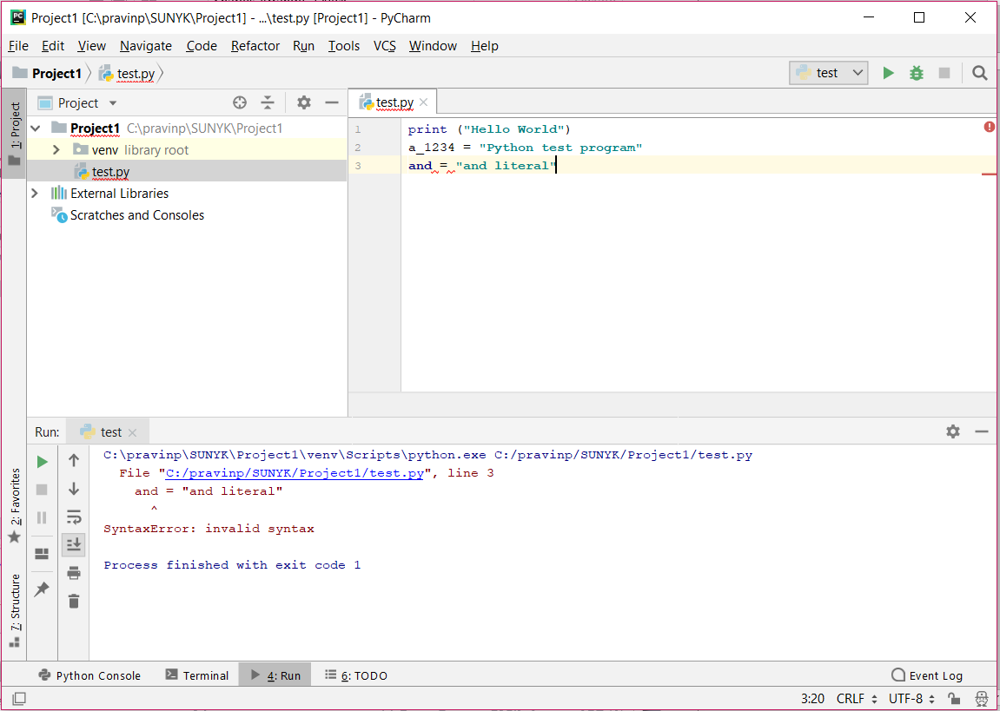 Project1 [C:\pravinp\SUNYK\Project1] - ...\test.py [Project1] - PyCharm
File Edit View Navigate Code Refactor Run Tools VCS Window Help
Project1 test.py test
1: Project
Project
test.py
Project1 C:\pravinp\SUNYK\Project1
venv library root
test.py
External Libraries
Scratches and Consoles
1 print ("Hello World")
2 a_1234 = "Python test program"
3 and = "and literal"
Run: test
C:\pravinp\SUNYK\Project1\venv\Scripts\python.exe C:/pravinp/SUNYK/Project1/test.py
File "C:/pravinp/SUNYK/Project1/test.py", line 3
and = "and literal"
^
SyntaxError: invalid syntax
Process finished with exit code 1
2: Favorites
7: Structure
Python Console Terminal 4: Run 6: TODO Event Log
3:20 CRLF UTF-8